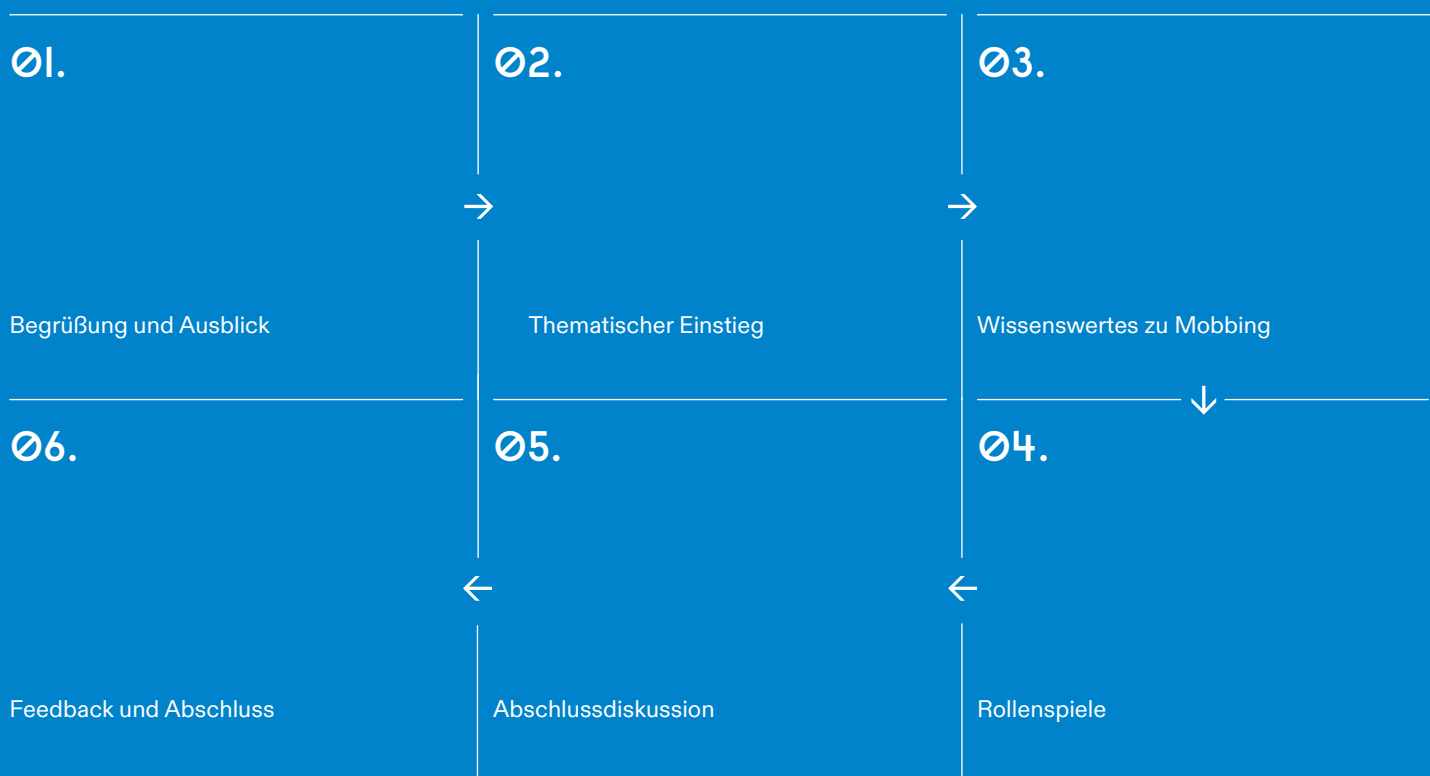 01.
Begrüßung und Ausblick
02.
Thematischer Einstieg
03.
Wissenswertes zu Mobbing
04.
Rollenspiele
05.
Abschlussdiskussion
06.
Feedback und Abschluss